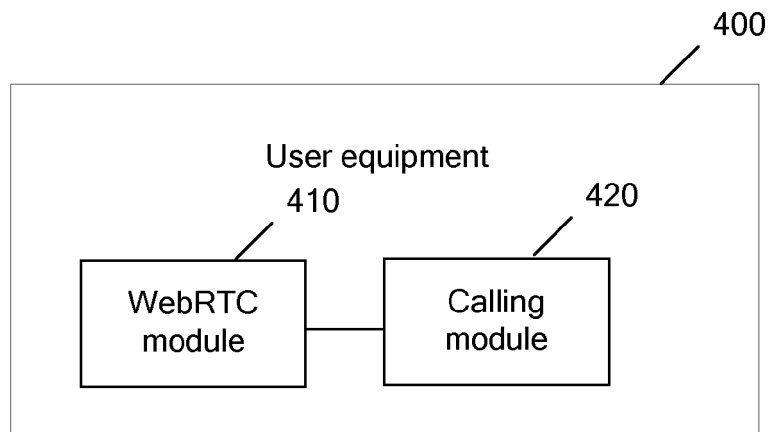 400
User equipment
410
420
WebRTC
module
Calling
module